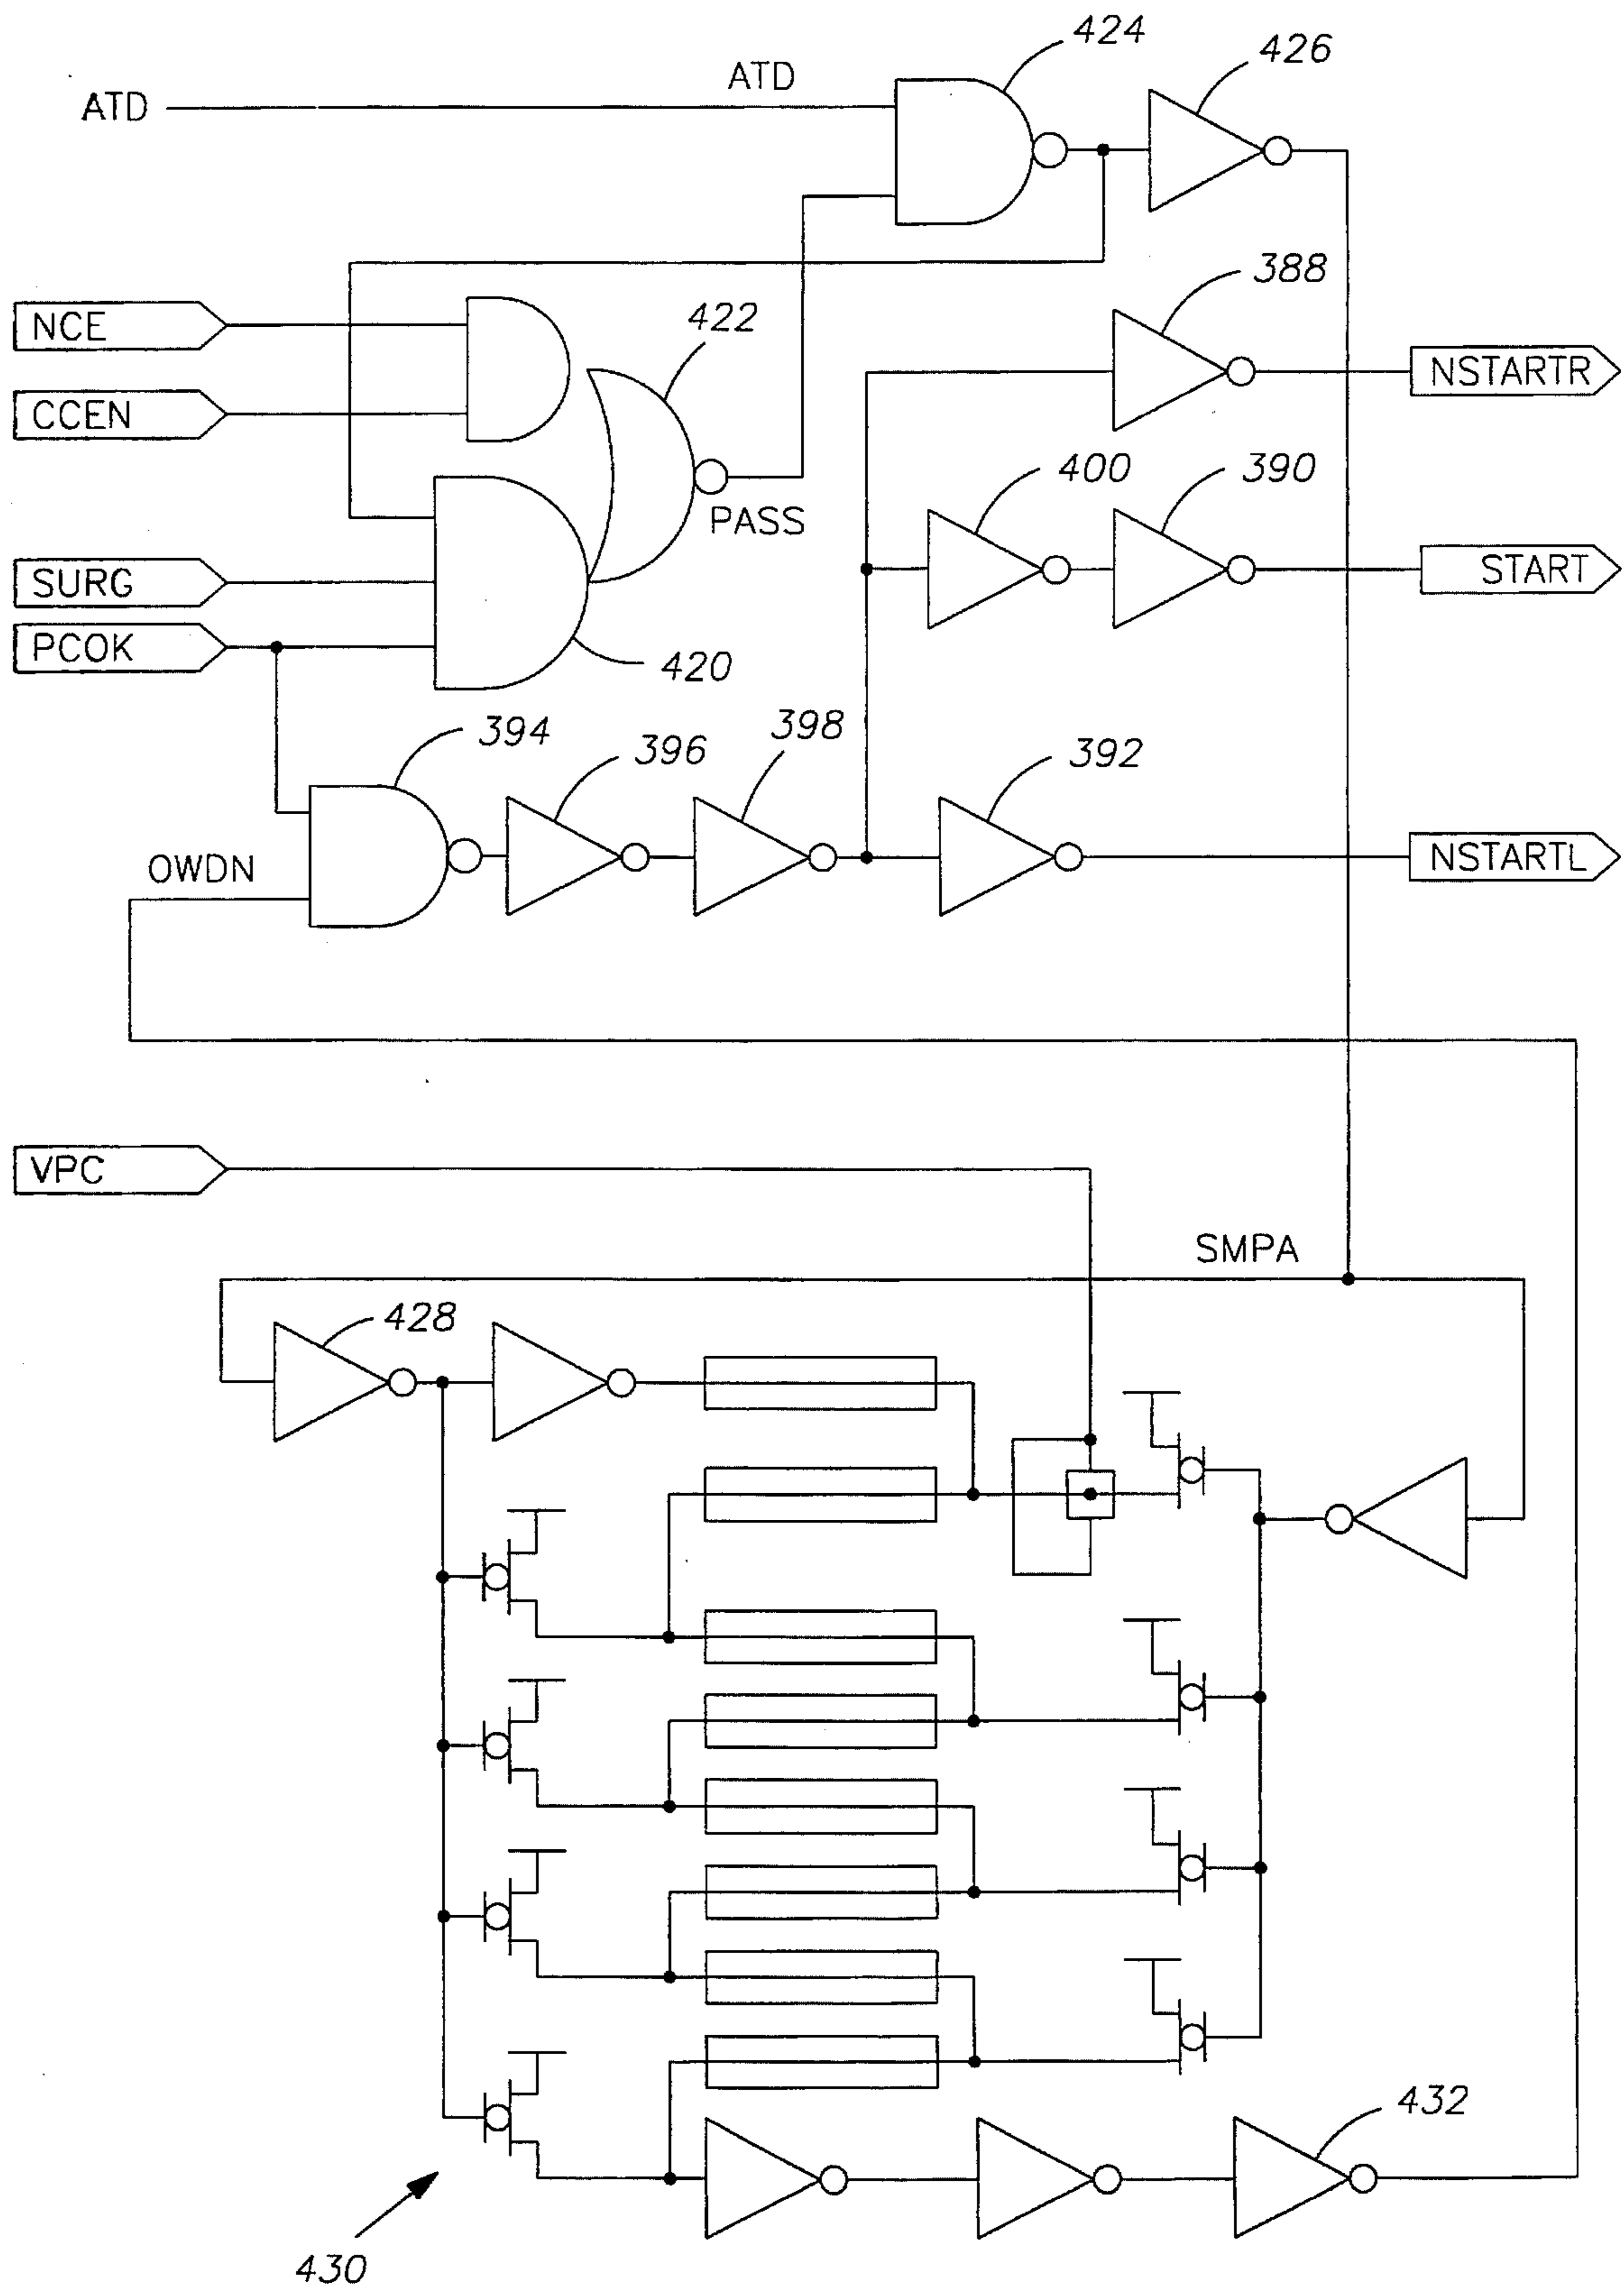 424
426
ATD
ATD
388
NCE
422
NSTARTR
CCEN
400
390
PASS
SURG
START
PCOK
420
394
398
396
392
OWDN
NSTARTL
VPC
SMPA
428
432
430